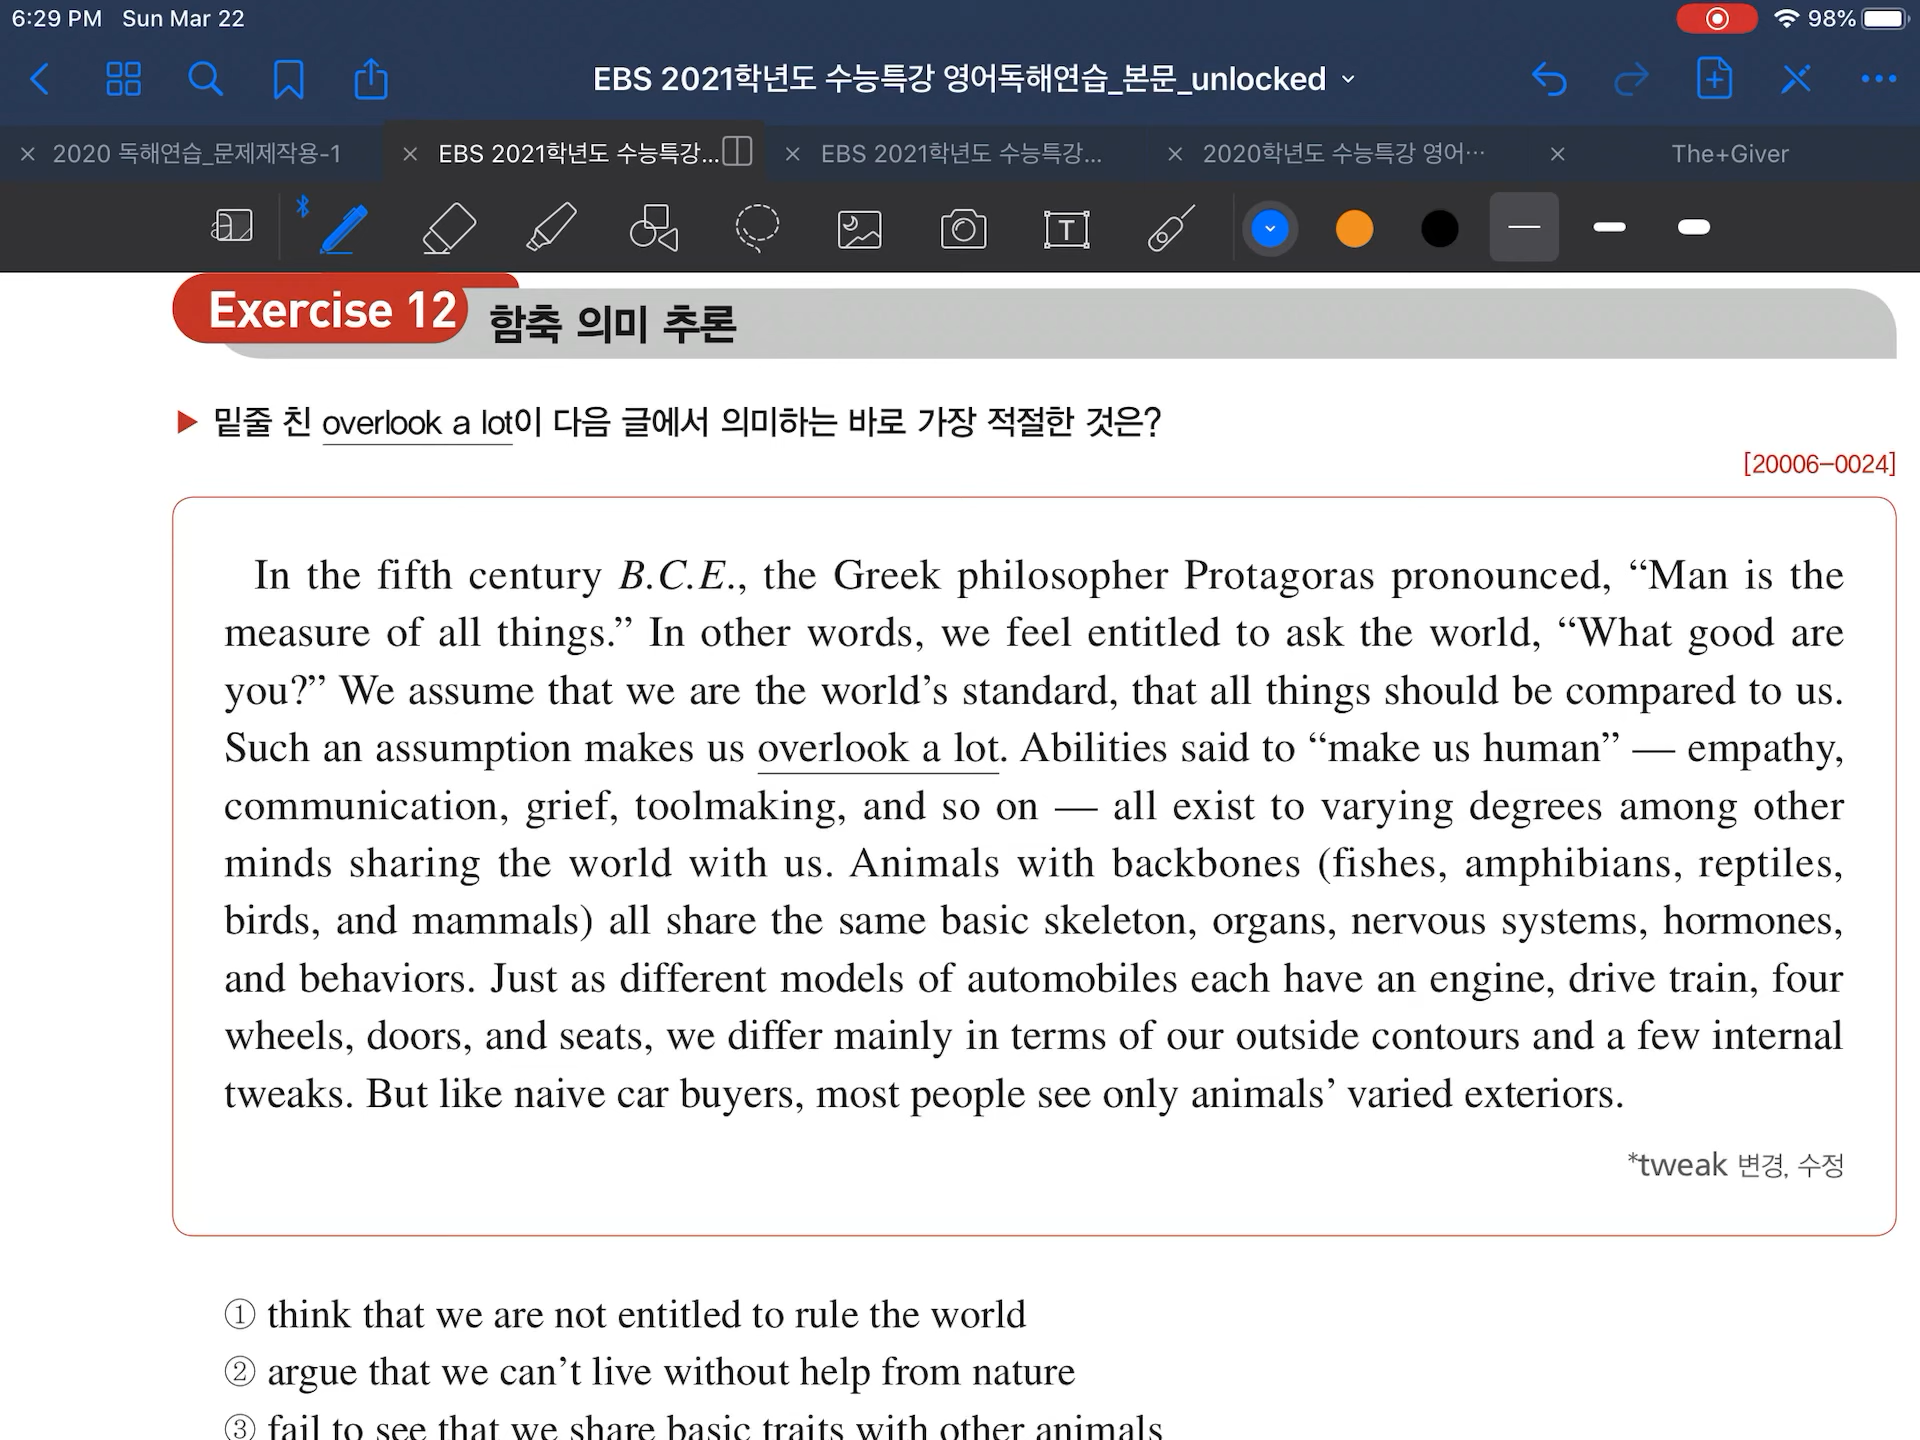 6:29 PM Sun Mar 22
98%
EBS 2021학년도 수능특강 영어독해연습_본문_unlocked
2020 독해연습_문제제작용-1
EBS 2021학년도 수능특강...
EBS 2021학년도 수능특강...
2020학년도 수능특강 영어...
The+Giver
T
Exercise 12 함축 의미 추론
▶ 밑줄 친 overlook a lot이 다음 글에서 의미하는 바로 가장 적절한 것은?
[20006-0024]
In the fifth century B.C.E., the Greek philosopher Protagoras pronounced, “Man is the
measure of all things.” In other words, we feel entitled to ask the world, “What good are
you?” We assume that we are the world’s standard, that all things should be compared to us.
Such an assumption makes us overlook a lot. Abilities said to “make us human” — empathy,
communication, grief, toolmaking, and so on — all exist to varying degrees among other
minds sharing the world with us. Animals with backbones (fishes, amphibians, reptiles,
birds, and mammals) all share the same basic skeleton, organs, nervous systems, hormones,
and behaviors. Just as different models of automobiles each have an engine, drive train, four
wheels, doors, and seats, we differ mainly in terms of our outside contours and a few internal
tweaks. But like naive car buyers, most people see only animals’ varied exteriors.
*tweak 변경, 수정
① think that we are not entitled to rule the world
② argue that we can’t live without help from nature
③ fail to see that we share basic traits with other animals